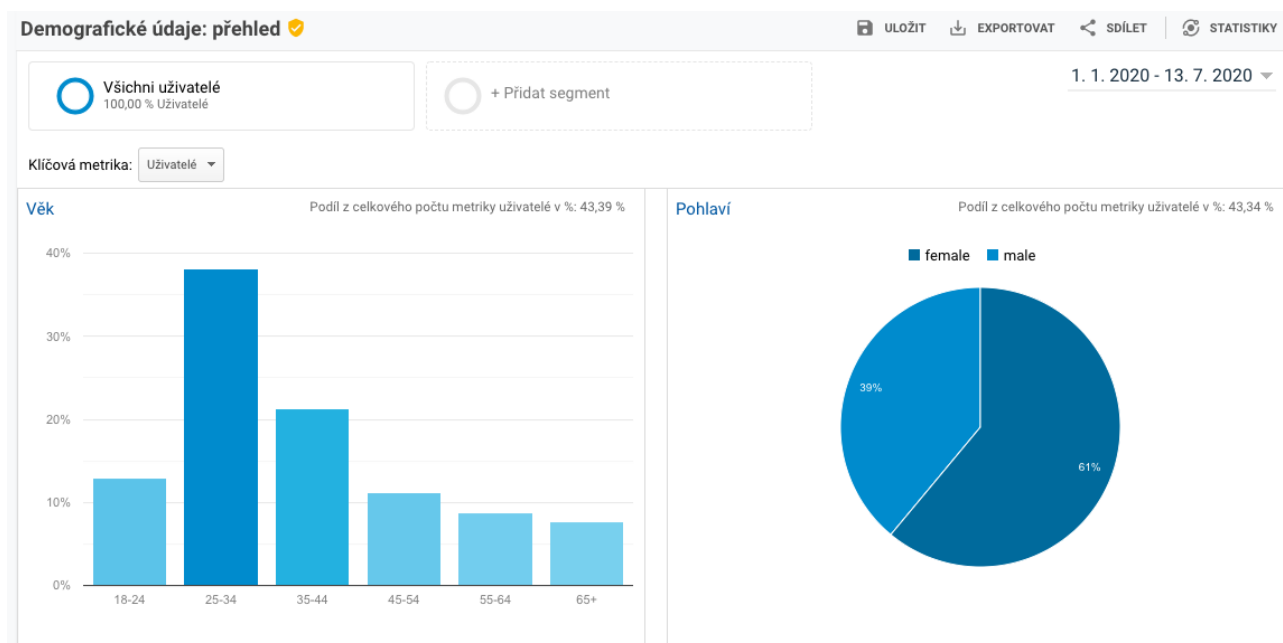 Demografické údaje: přehled
ULOŽIT EXPORTOVAT SDÍLET STATISTIKY
Všichni uživatelé
100,00 % Uživatelé
+ Přidat segment
1. 1. 2020 - 13. 7. 2020
Klíčová metrika: Uživatelé
Věk
Podíl z celkového počtu metriky uživatelé v %: 43,39 %
40%
30%
20%
10%
0%
18-24 25-34 35-44 45-54 55-64 65+
Pohlaví
Podíl z celkového počtu metriky uživatelé v %: 43,34 %
female male
39%
61%